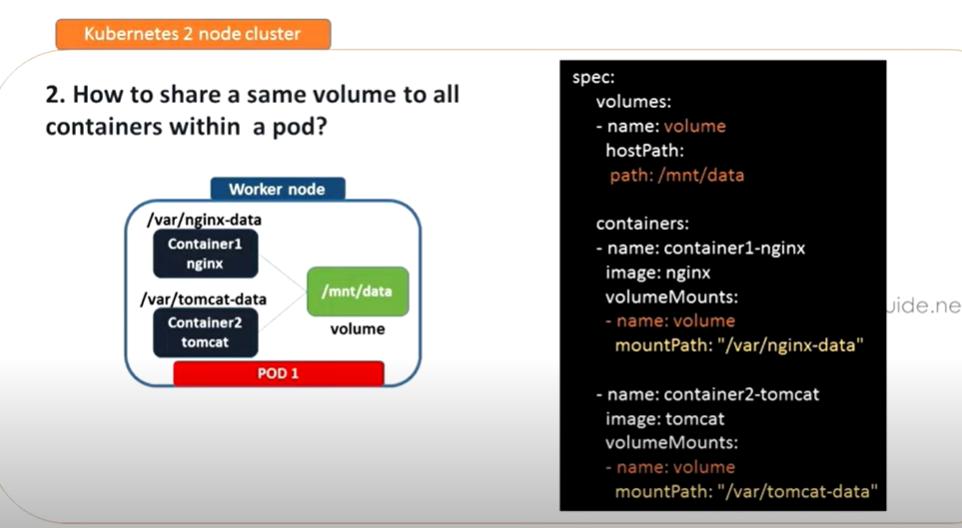 Kubernetes 2 node cluster
2. How to share a same volume to all
containers within a pod?
Worker node
/var/nginx-data
Container1
nginx
/var/tomcat-data
Container2
tomcat
/mnt/data
volume
POD 1
spec:
volumes:
- name: volume
hostPath:
path: /mnt/data
containers:
- name: container1-nginx
image: nginx
volumeMounts:
- name: volume
mountPath: "/var/nginx-data"
- name: container2-tomcat
image: tomcat
volumeMounts:
- name: volume
mountPath: "/var/tomcat-data"